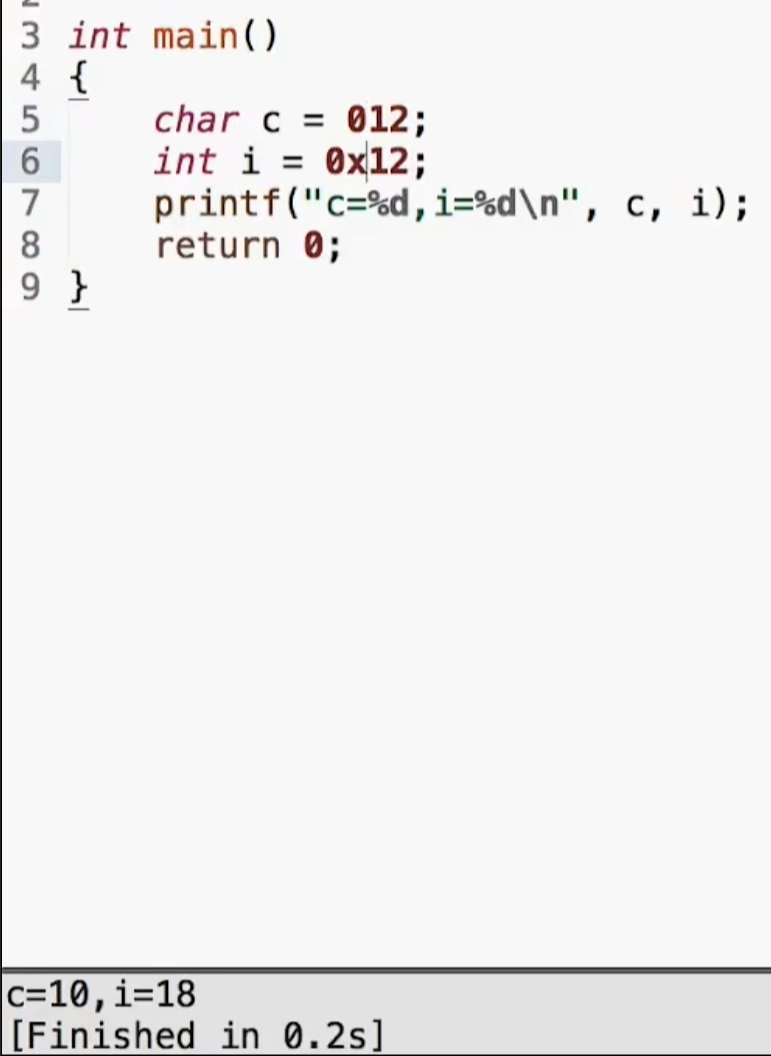 3 int main()
4 {
5     char c = 012;
6     int i = 0x12;
7     printf("c=%d,i=%d\n", c, i);
8     return 0;
9 }
c=10,i=18
[Finished in 0.2s]